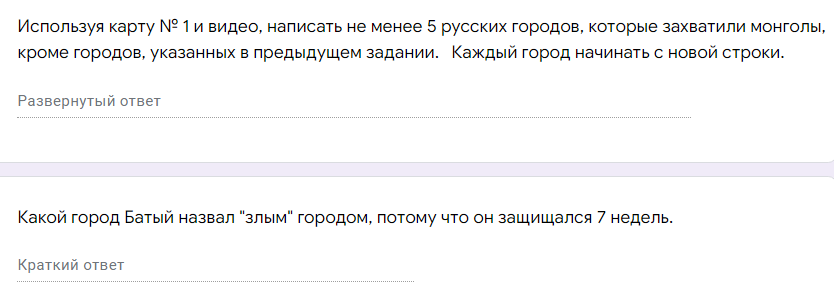 Используя карту № 1 и видео, написать не менее 5 русских городов, которые захватили монголы,
кроме городов, указанных в предыдущем задании. Каждый город начинать с новой строки.
Развернутый ответ
Какой город Батый назвал "злым" городом, потому что он защищался 7 недель.
Краткий ответ